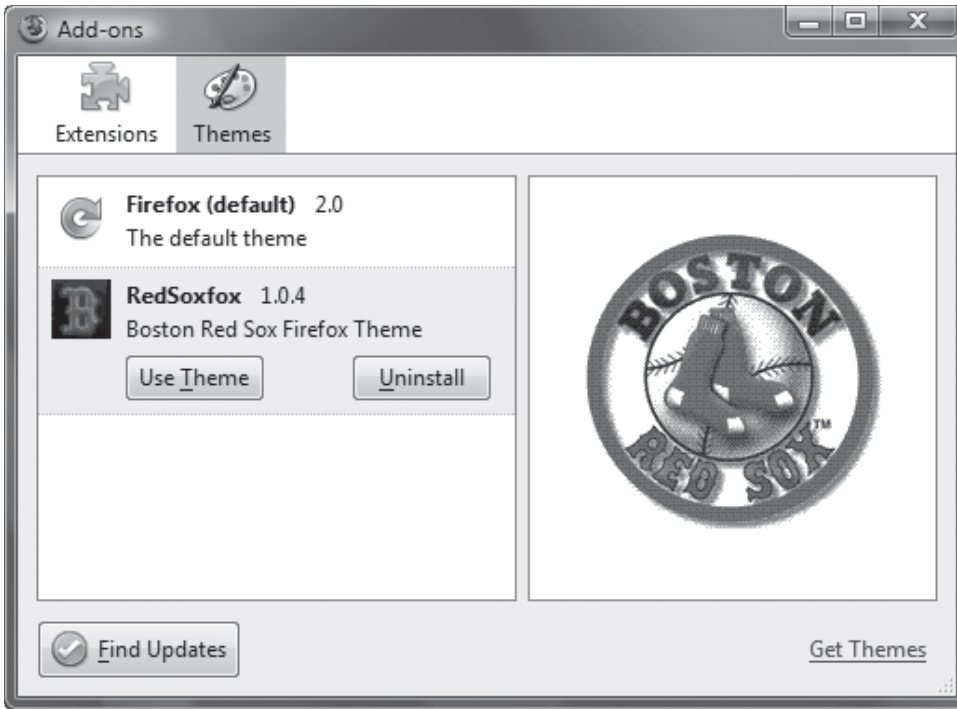 Add-ons
Extensions
Themes
Firefox (default) 2.0
The default theme
B
RedSoxfox 1.0.4
Boston Red Sox Firefox Theme
Use Theme
Uninstall
BOSTON
RED SOX™
Find Updates
Get Themes